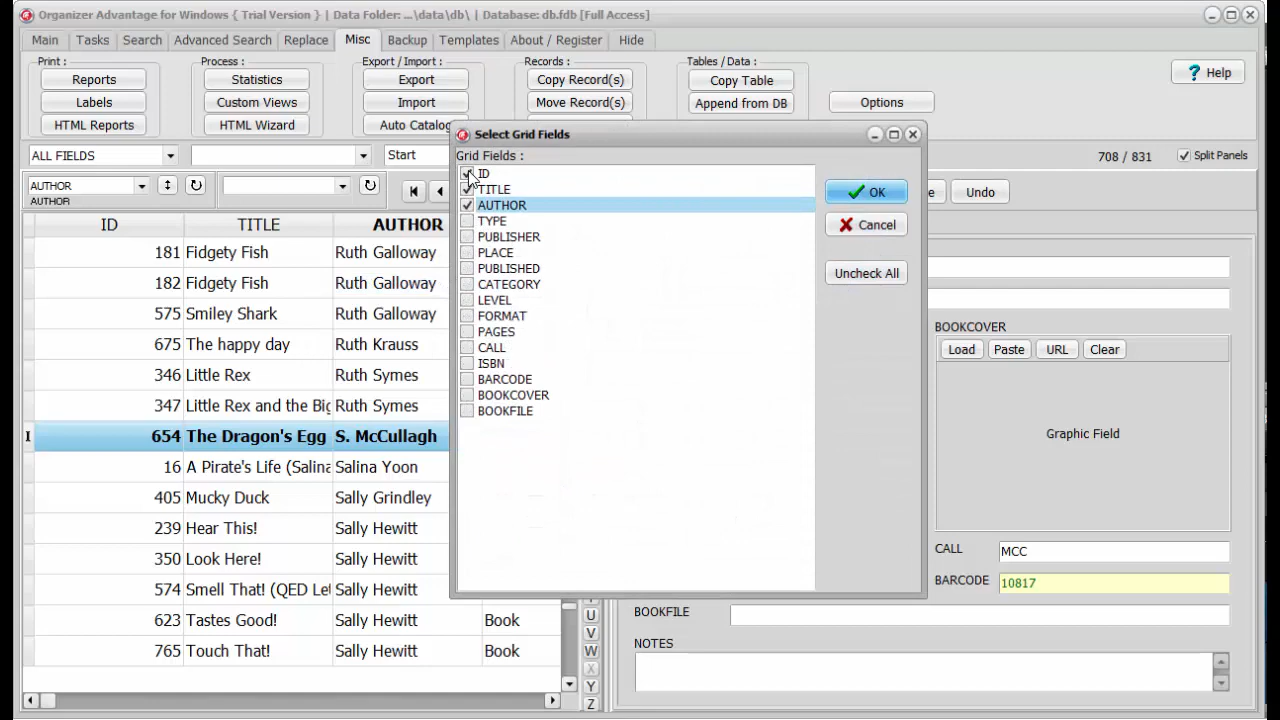 Organizer Advantage for Windows { Trial Version } | Data Folder: ...\data\db\ | Database: db.fdb [Full Access]
Main Tasks Search Advanced Search Replace Misc Backup Templates About / Register Hide
Print : Process : Export / Import : Records : Tables / Data :
Reports Statistics Export Copy Record(s) Copy Table ? Help
Labels Custom Views Import Move Record(s) Append from DB Options
HTML Reports HTML Wizard Auto Catalog
Select Grid Fields
ALL FIELDS Start 708 / 831 Split Panels
AUTHOR Undo
AUTHOR
ID TITLE AUTHOR
181 Fidgety Fish Ruth Galloway
182 Fidgety Fish Ruth Galloway
575 Smiley Shark Ruth Galloway
675 The happy day Ruth Krauss
346 Little Rex Ruth Symes
347 Little Rex and the Big Ruth Symes
I 654 The Dragon's Egg S. McCullagh
16 A Pirate's Life (Salina Salina Yoon
405 Mucky Duck Sally Grindley
239 Hear This! Sally Hewitt
350 Look Here! Sally Hewitt
574 Smell That! (QED Let Sally Hewitt
623 Tastes Good! Sally Hewitt Book
765 Touch That! Sally Hewitt Book
U
V
W
X
Y
Z
Grid Fields :
ID
TITLE
AUTHOR
TYPE
PUBLISHER
PLACE
PUBLISHED
CATEGORY
LEVEL
FORMAT
PAGES
CALL
ISBN
BARCODE
BOOKCOVER
BOOKFILE
OK
Cancel
Uncheck All
BOOKCOVER
Load Paste URL Clear
Graphic Field
CALL MCC
BARCODE 10817
BOOKFILE
NOTES